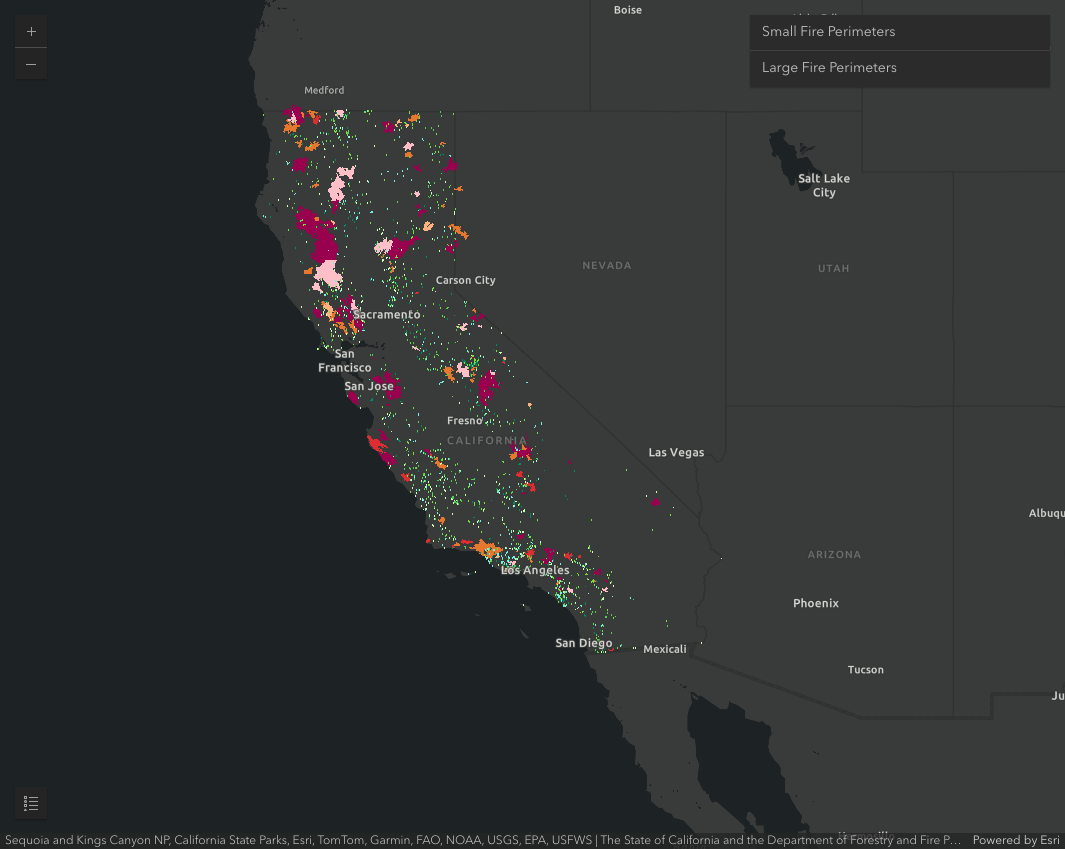 Boise
Small Fire Perimeters
Large Fire Perimeters
Medford
Salt Lake
City
NEVADA
UTAH
Carson City
Sacramento
San
Francisco
San Jose
Fresno
CALIFORNIA
Las Vegas
Albuqu
ARIZONA
Los Angeles
Phoenix
San Diego
Mexicali
Tucson
Ju
Sequoia and Kings Canyon NP, California State Parks, Esri, TomTom, Garmin, FAO, NOAA, USGS, EPA, USFWS | The State of California and the Department of Forestry and Fire P…
Powered by Esri